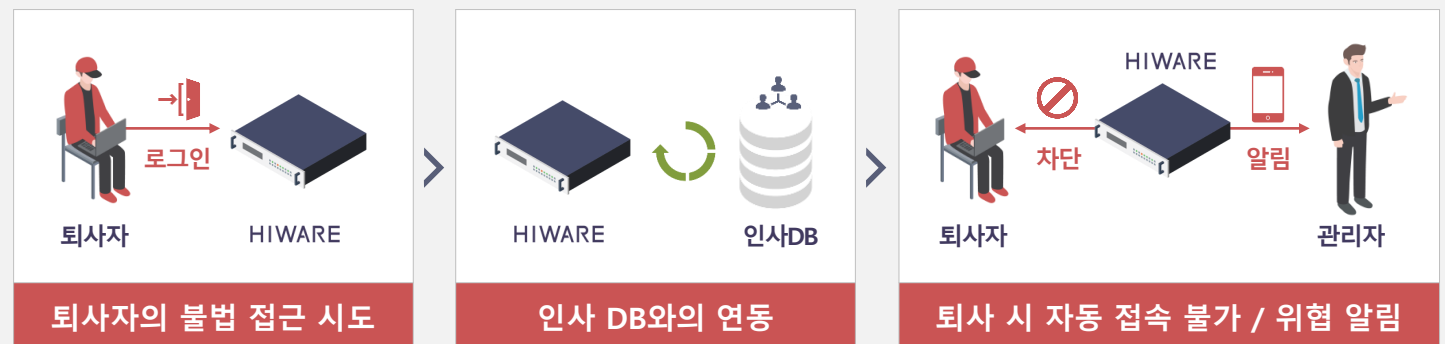 로그인
퇴사자
HIWARE
퇴사자의 불법 접근 시도
HIWARE
인사DB
인사 DB와의 연동
HIWARE
차단
알림
퇴사자
관리자
퇴사 시 자동 접속 불가 / 위협 알림